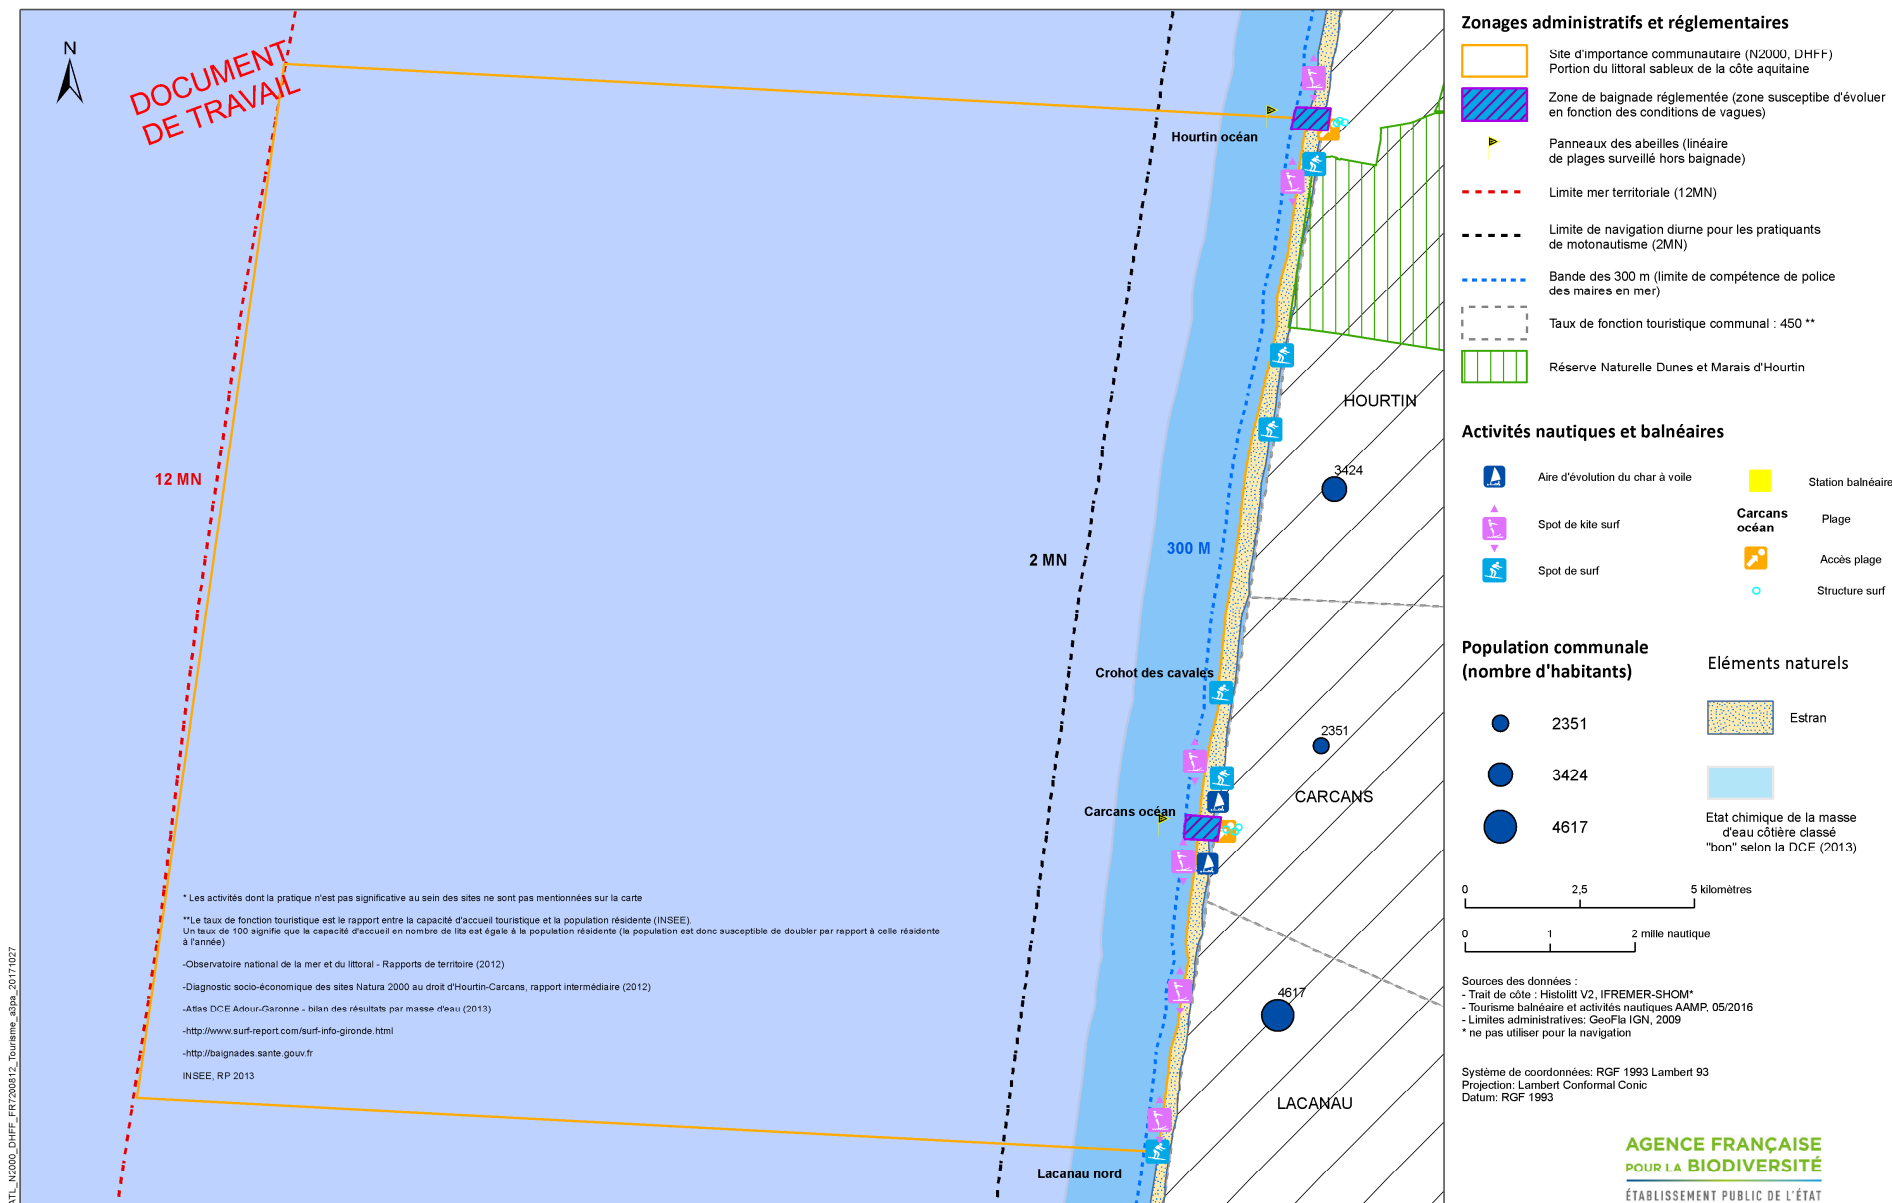 N
DOCUMENT
DE TRAVAIL
Hourtin océan
HOURTIN
3424
12 MN
2 MN
300 M
Crohot des cavales
2351
CARCANS
Carcans océan
4617
LACANAU
Lacanau nord
* Les activités dont la pratique n'est pas significative au sein des sites ne sont pas mentionnées sur la carte
**Le taux de fonction touristique est le rapport entre la capacité d'accueil touristique et la population résidente (INSEE).
Un taux de 100 signifie que la capacité d'accueil en nombre de lits est égale à la population résidente (la population est donc susceptible de doubler par rapport à celle résidente
à l'année)
-Observatoire national de la mer et du littoral - Rapports de territoire (2012)
-Diagnostic socio-économique des sites Natura 2000 au droit d'Hourtin-Carcans, rapport intermédiaire (2012)
-Atlas DCE Adour-Garonne - bilan des résultats par masse d'eau (2013)
-http://www.surf-report.com/surf-info-gironde.html
-http://baignades.sante.gouv.fr
INSEE, RP 2013
ATL_N2000_DHFF_FR7200812_Tourisme_a3pa_20171027
Zonages administratifs et réglementaires
Site d'importance communautaire (N2000, DHFF)
Portion du littoral sableux de la côte aquitaine
Zone de baignade réglementée (zone susceptibe d'évoluer
en fonction des conditions de vagues)
Panneaux des abeilles (linéaire
de plages surveillé hors baignade)
Limite mer territoriale (12MN)
Limite de navigation diurne pour les pratiquants
de motonautisme (2MN)
Bande des 300 m (limite de compétence de police
des maires en mer)
Taux de fonction touristique communal : 450 **
Réserve Naturelle Dunes et Marais d'Hourtin
Activités nautiques et balnéaires
Aire d'évolution du char à voile
Spot de kite surf
Spot de surf
Station balnéaire
Carcans
océan
Plage
Accès plage
Structure surf
Population communale
(nombre d'habitants)
2351
3424
4617
Eléments naturels
Estran
Etat chimique de la masse
d'eau côtière classé
"bon" selon la DCE (2013)
0 2,5 5 kilomètres
0 1 2 mille nautique
Sources des données :
- Trait de côte : Histolitt V2, IFREMER-SHOM*
- Tourisme balnéaire et activités nautiques AAMP, 05/2016
- Limites administratives: GeoFla IGN, 2009
* ne pas utiliser pour la navigation
Système de coordonnées: RGF 1993 Lambert 93
Projection: Lambert Conformal Conic
Datum: RGF 1993
AGENCE FRANÇAISE
POUR LA BIODIVERSITÉ
ÉTABLISSEMENT PUBLIC DE L'ÉTAT